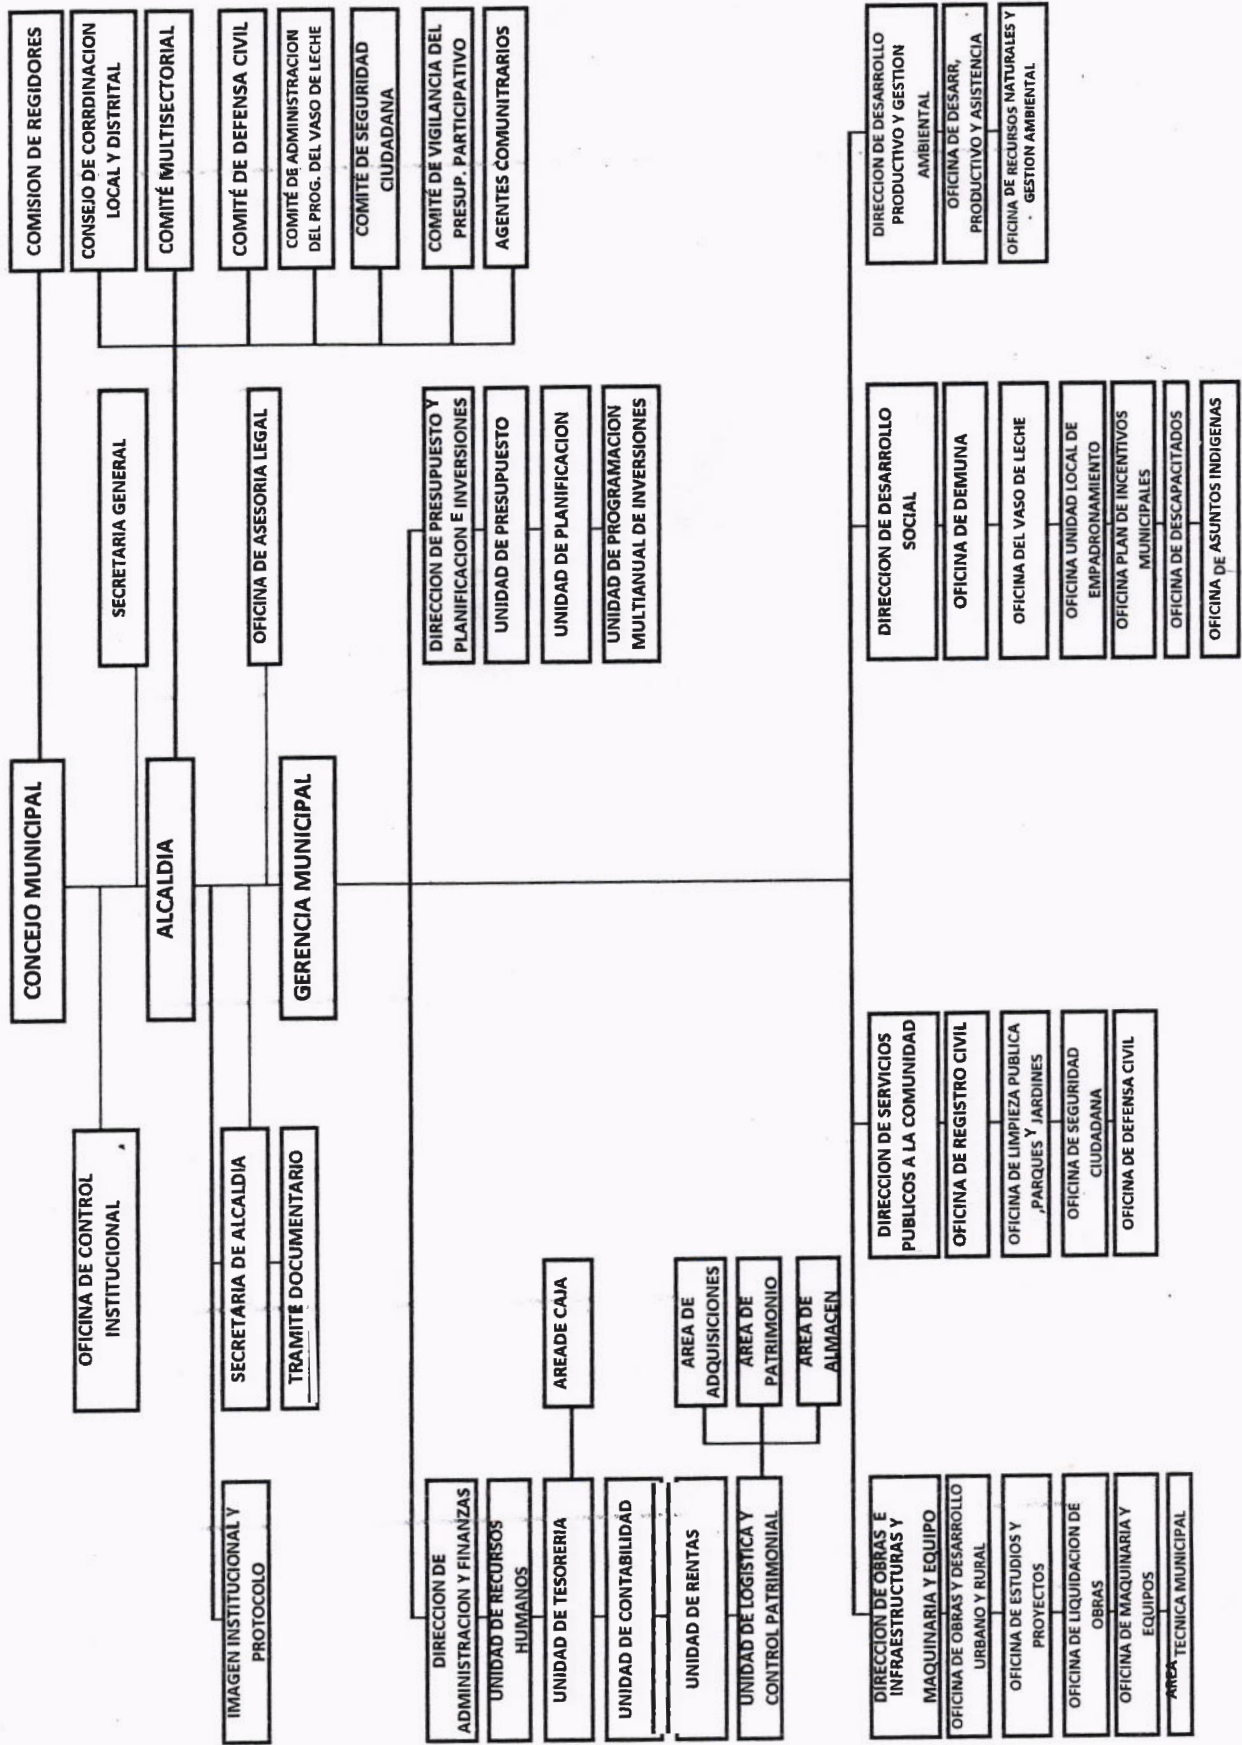 CONCEJO MUNICIPAL
COMISION DE REGIDORES
OFICINA DE CONTROL
INSTITUCIONAL
SECRETARIA GENERAL
ALCALDIA
CONSEJO DE CORRDINACION
LOCAL Y DISTRITAL
COMITÉ MULTISECTORIAL
COMITÉ DE DEFENSA CIVIL
COMITÉ DE ADMINISTRACION
DEL PROG. DEL VASO DE LECHE
COMITÉ DE SEGURIDAD
CIUDADANA
COMITÉ DE VIGILANCIA DEL
PRESUP. PARTICIPATIVO
AGENTES COMUNITRARIOS
IMAGEN INSTITUCIONAL Y
PROTOCOLO
SECRETARIA DE ALCALDIA
TRAMITE DOCUMENTARIO
OFICINA DE ASESORIA LEGAL
GERENCIA MUNICIPAL
DIRECCION DE
ADMINISTRACION Y FINANZAS
UNIDAD DE RECURSOS
HUMANOS
UNIDAD DE TESORERIA
AREADE CAJA
UNIDAD DE CONTABILIDAD
UNIDAD DE RENTAS
UNIDAD DE LOGISTICA Y
CONTROL PATRIMONIAL
AREA DE
ADQUISICIONES
AREA DE
PATRIMONIO
AREA DE
ALMACEN
DIRECCION DE PRESUPUESTO Y
PLANIFICACION E INVERSIONES
UNIDAD DE PRESUPUESTO
UNIDAD DE PLANIFICACION
UNIDAD DE PROGRAMACION
MULTIANUAL DE INVERSIONES
DIRECCION DE OBRAS E
INFRAESTRUCTURAS Y
MAQUINARIA Y EQUIPO
OFICINA DE OBRAS Y DESARROLLO
URBANO Y RURAL
OFICINA DE ESTUDIOS Y
PROYECTOS
OFICINA DE LIQUIDACION DE
OBRAS
OFICINA DE MAQUINARIA Y
EQUIPOS
AREA TECNICA MUNICIPAL
DIRECCION DE SERVICIOS
PUBLICOS A LA COMUNIDAD
OFICINA DE REGISTRO CIVIL
OFICINA DE LIMPIEZA PUBLICA
,PARQUES Y JARDINES
OFICINA DE SEGURIDAD
CIUDADANA
OFICINA DE DEFENSA CIVIL
DIRECCION DE DESARROLLO
SOCIAL
OFICINA DE DEMUNA
OFICINA DEL VASO DE LECHE
OFICINA UNIDAD LOCAL DE
EMPADRONAMIENTO
OFICINA PLAN DE INCENTIVOS
MUNICIPALES
OFICINA DE DESCAPACITADOS
OFICINA DE ASUNTOS INDIGENAS
DIRECCION DE DESARROLLO
PRODUCTIVO Y GESTION
AMBIENTAL
OFICINA DE DESARR,
PRODUCTIVO Y ASISTENCIA
OFICINA DE RECURSOS NATURALES Y
GESTION AMBIENTAL